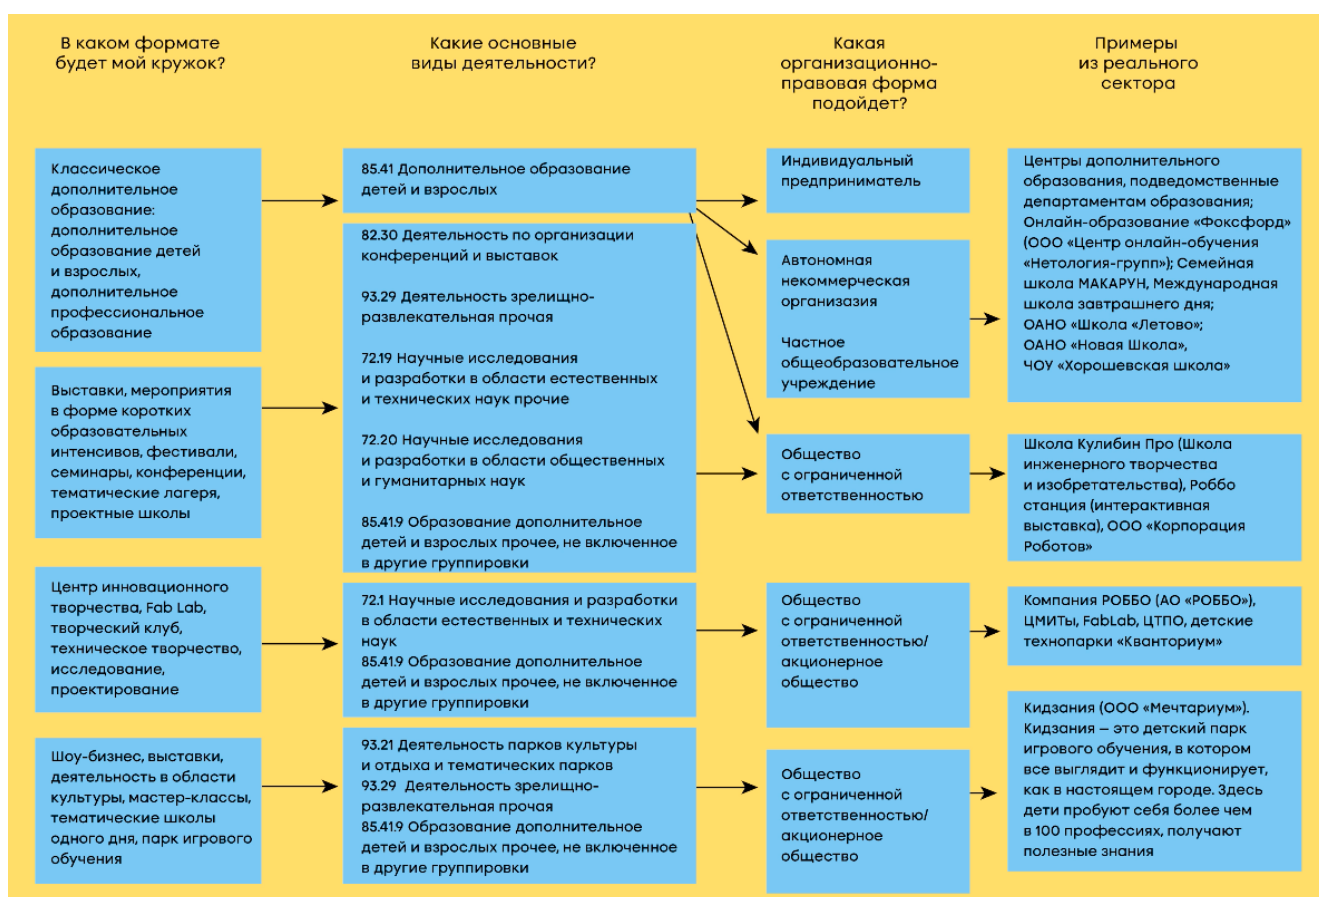 В каком формате
будет мой кружок?
Какие основные
виды деятельности?
Какая
организационно-
правовая форма
подойдет?
Примеры
из реального
сектора
Классическое
дополнительное
образование:
дополнительное
образование детей
и взрослых,
дополнительное
профессиональное
образование
85.41 Дополнительное образование
детей и взрослых
Индивидуальный
предприниматель
Автономная
некоммерческая
организазия
Частное
общеобразовательное
учреждение
Центры дополнительного
образования, подведомственные
департаментам образования;
Онлайн-образование «Фоксфорд»
(ООО «Центр онлайн-обучения
«Нетология-групп»); Семейная
школа МАКАРУН, Международная
школа завтрашнего дня;
ОАНО «Школа «Летово»;
ОАНО «Новая Школа»,
ЧОУ «Хорошевская школа»
Выставки, мероприятия
в форме коротких
образовательных
интенсивов, фестивали,
семинары, конференции,
тематические лагеря,
проектные школы
82.30 Деятельность по организации
конференций и выставок
93.29 Деятельность зрелищно-
развлекательная прочая
72.19 Научные исследования
и разработки в области естественных
и технических наук прочие
72.20 Научные исследования
и разработки в области общественных
и гуманитарных наук
85.41.9 Образование дополнительное
детей и взрослых прочее, не включенное
в другие группировки
Общество
с ограниченной
ответственностью
Школа Кулибин Про (Школа
инженерного творчества
и изобретательства), Роббо
станция (интерактивная
выставка), ООО «Корпорация
Роботов»
Центр инновационного
творчества, Fab Lab,
творческий клуб,
техническое творчество,
исследование,
проектирование
72.1 Научные исследования и разработки
в области естественных и технических
наук
85.41.9 Образование дополнительное
детей и взрослых прочее, не включенное
в другие группировки
Общество
с ограниченной
ответственностью/
акционерное
общество
Компания РОББО (АО «РОББО»),
ЦМИТы, FabLab, ЦТПО, детские
технопарки «Кванториум»
Шоу-бизнес, выставки,
деятельность в области
культуры, мастер-классы,
тематические школы
одного дня, парк игрового
обучения
93.21 Деятельность парков культуры
и отдыха и тематических парков
93.29 Деятельность зрелищно-
развлекательная прочая
85.41.9 Образование дополнительное
детей и взрослых прочее, не включенное
в другие группировки
Общество
с ограниченной
ответственностью/
акционерное
общество
Кидзания (ООО «Мечтариум»).
Кидзания — это детский парк
игрового обучения, в котором
все выглядит и функционирует,
как в настоящем городе. Здесь
дети пробуют себя более чем
в 100 профессиях, получают
полезные знания